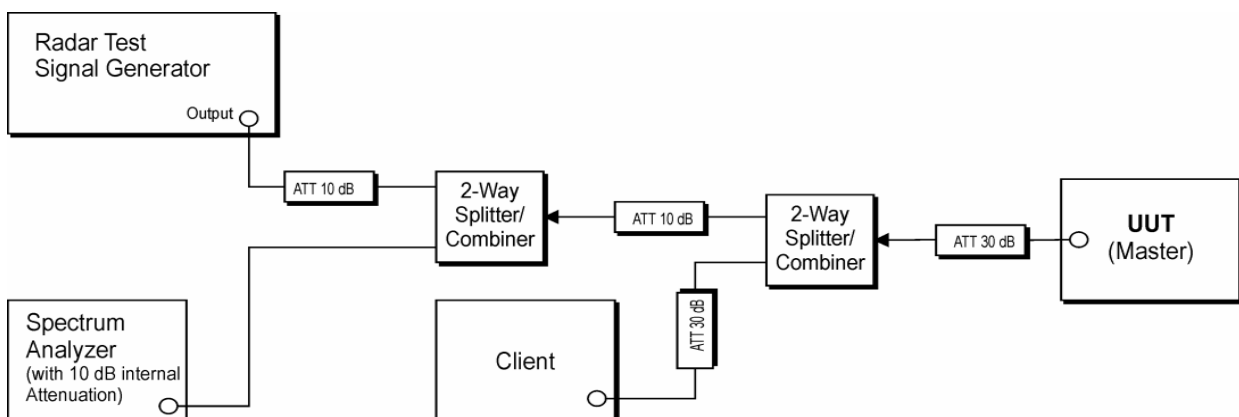 Radar Test
Signal Generator
Output
ATT 10 dB
2-Way
Splitter/
Combiner
ATT 10 dB
2-Way
Splitter/
Combiner
ATT 30 dB
UUT
(Master)
Spectrum
Analyzer
(with 10 dB internal
Attenuation)
Client
ATT 30 dB